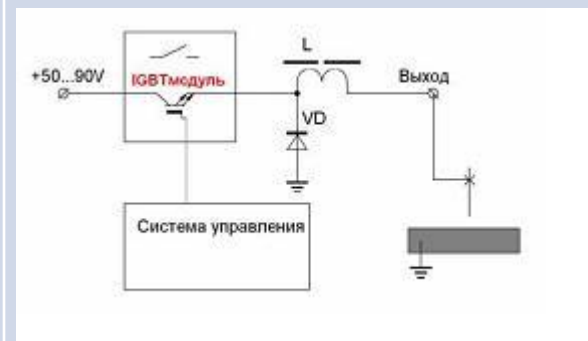 L
+50...90V
IGBTмодуль
Выход
VD
Система управления